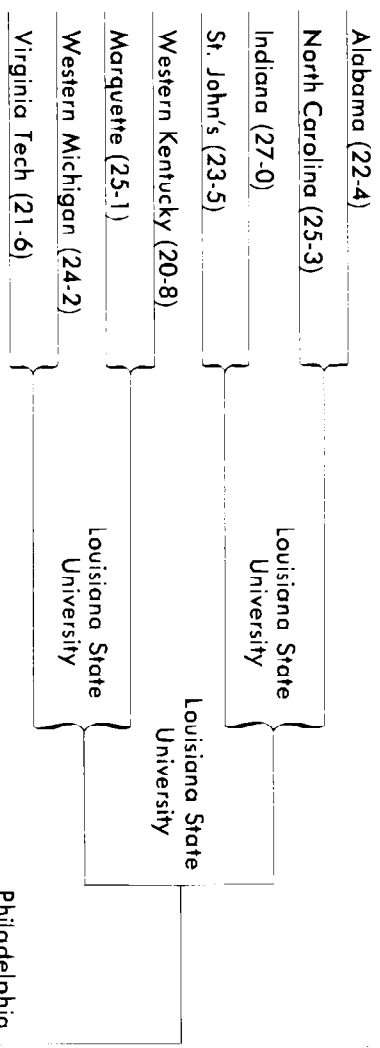 Alabama (22-4)
North Carolina (25-3)
Indiana (27-0)
St. John's (23-5)
Western Kentucky (20-8)
Marquette (25-1)
Western Michigan (24-2)
Virginia Tech (21-6)
Louisiana State
University
Louisiana State
University
Louisiana State
University
Philadelphia